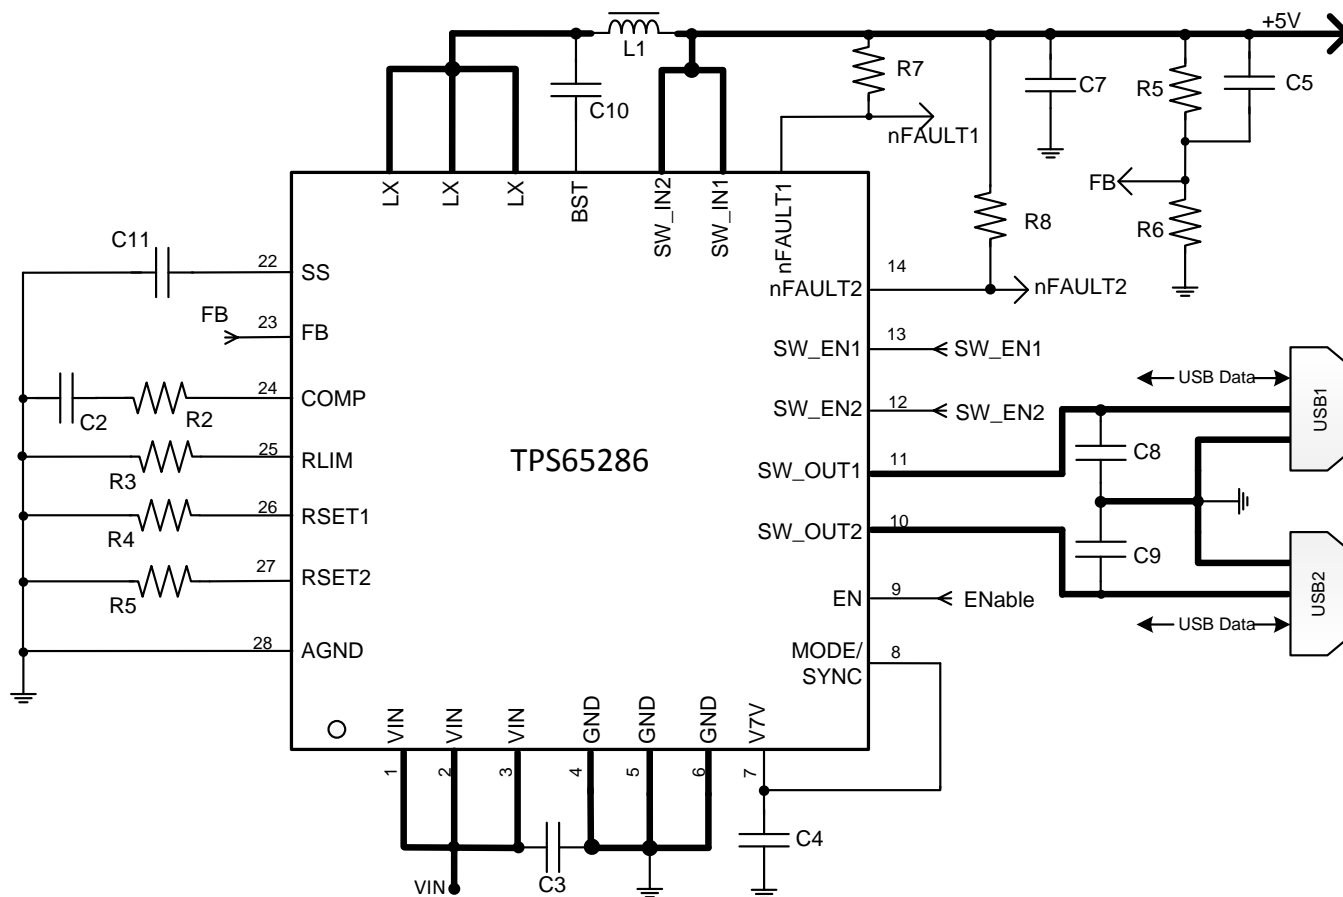 +5V
L1
R7
C10
C7
R5
C5
nFAULT1
FB
R6
R8
LX
LX
LX
BST
SW_IN2
SW_IN1
nFAULT1
C11
22
SS
14
nFAULT2
nFAULT2
FB
23
FB
13
SW_EN1
SW_EN1
USB Data
USB1
24
COMP
C2
R2
12
SW_EN2
SW_EN2
25
RLIM
R3
TPS65286
11
SW_OUT1
C8
26
RSET1
R4
10
SW_OUT2
C9
27
RSET2
R5
9
EN
ENable
USB2
USB Data
28
AGND
8
MODE/
SYNC
VIN
VIN
VIN
GND
GND
GND
V7V
1
2
3
4
5
6
7
C4
VIN
C3